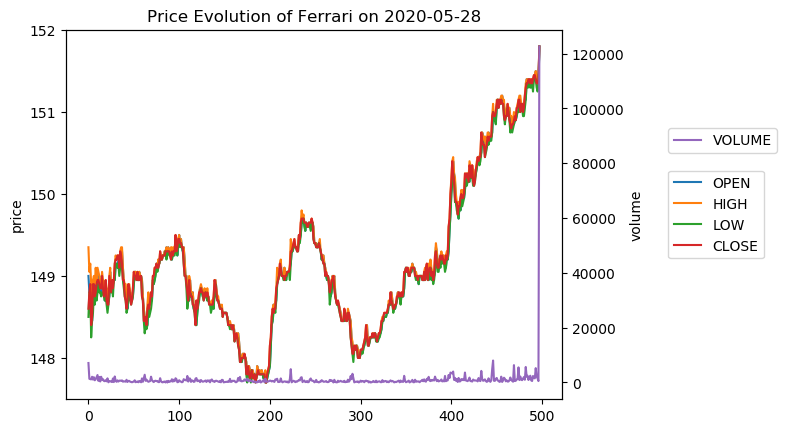 Price Evolution of Ferrari on 2020-05-28
152
151
150
149
148
price
0
100
200
300
400
500
120000
100000
80000
60000
40000
20000
0
volume
VOLUME
OPEN
HIGH
LOW
CLOSE